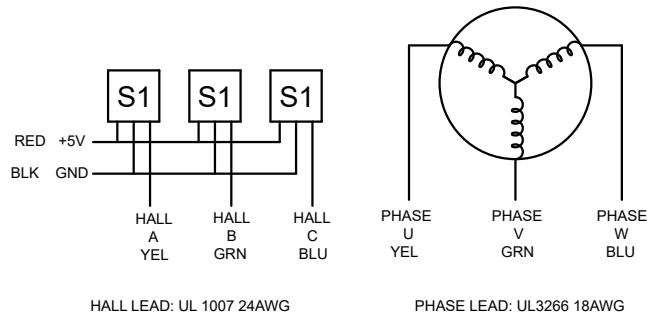 S1 S1 S1
RED +5V
BLK GND
HALL
A
YEL
HALL
B
GRN
HALL
C
BLU
PHASE
U
YEL
PHASE
V
GRN
PHASE
W
BLU
HALL LEAD: UL 1007 24AWG
PHASE LEAD: UL3266 18AWG